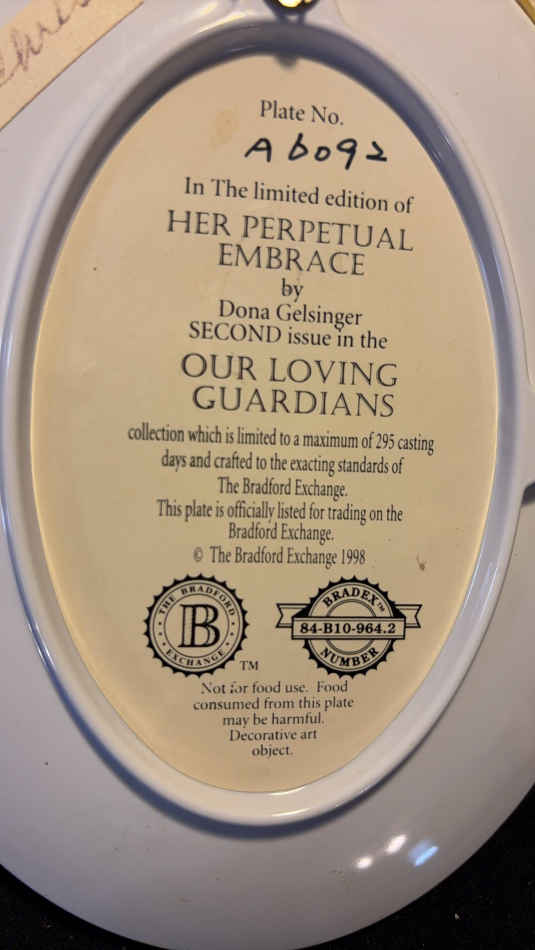 Plate No.
A6092
In The limited edition of
HER PERPETUAL
EMBRACE
by
Dona Gelsinger
SECOND issue in the
OUR LOVING
GUARDIANS
collection which is limited to a maximum of 295 casting
days and crafted to the exacting standards of
The Bradford Exchange.
This plate is officially listed for trading on the
Bradford Exchange.
© The Bradford Exchange 1998
THE BRADFORD
B
EXCHANGE
TM
BRADEX™
84-B10-964.2
NUMBER
Not for food use. Food
consumed from this plate
may be harmful.
Decorative art
object.